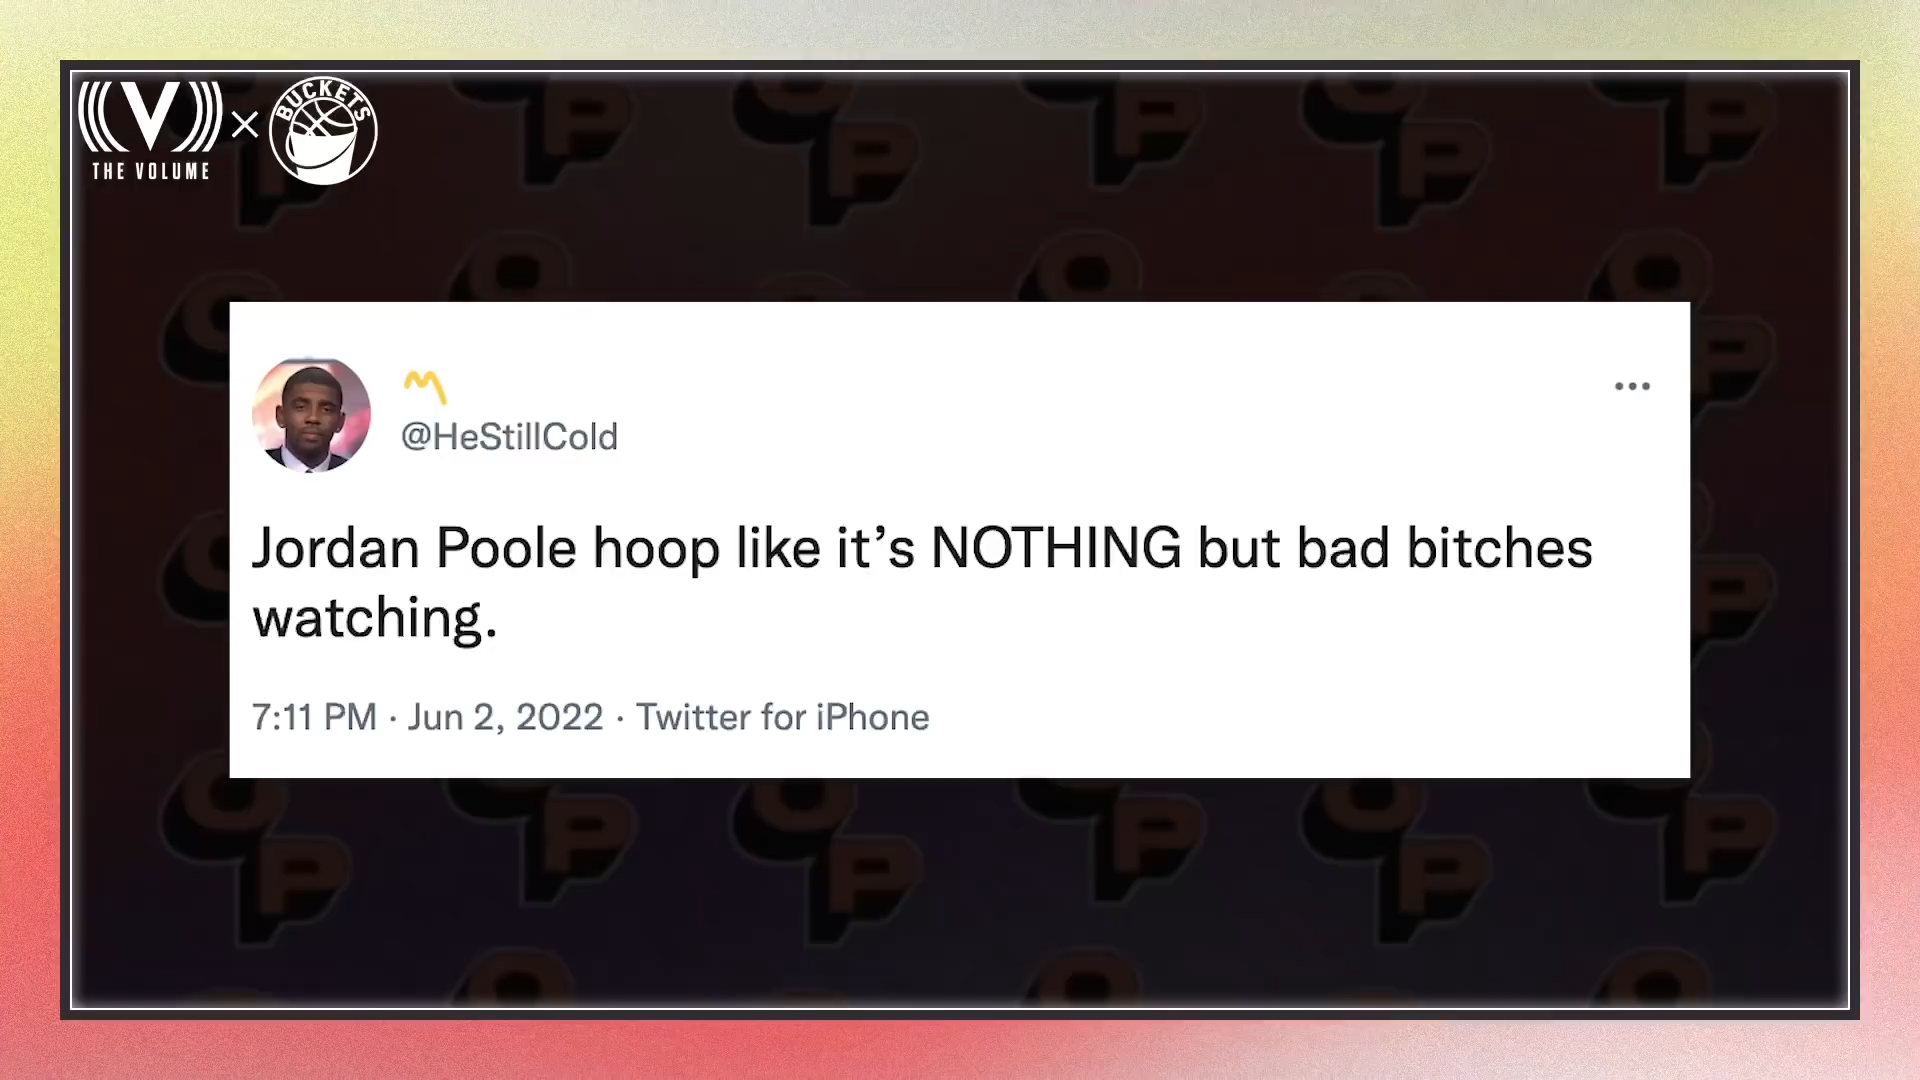 V
THE VOLUME
×
BUCKETS
〽️
@HeStillCold
Jordan Poole hoop like it’s NOTHING but bad bitches
watching.
7:11 PM · Jun 2, 2022 · Twitter for iPhone